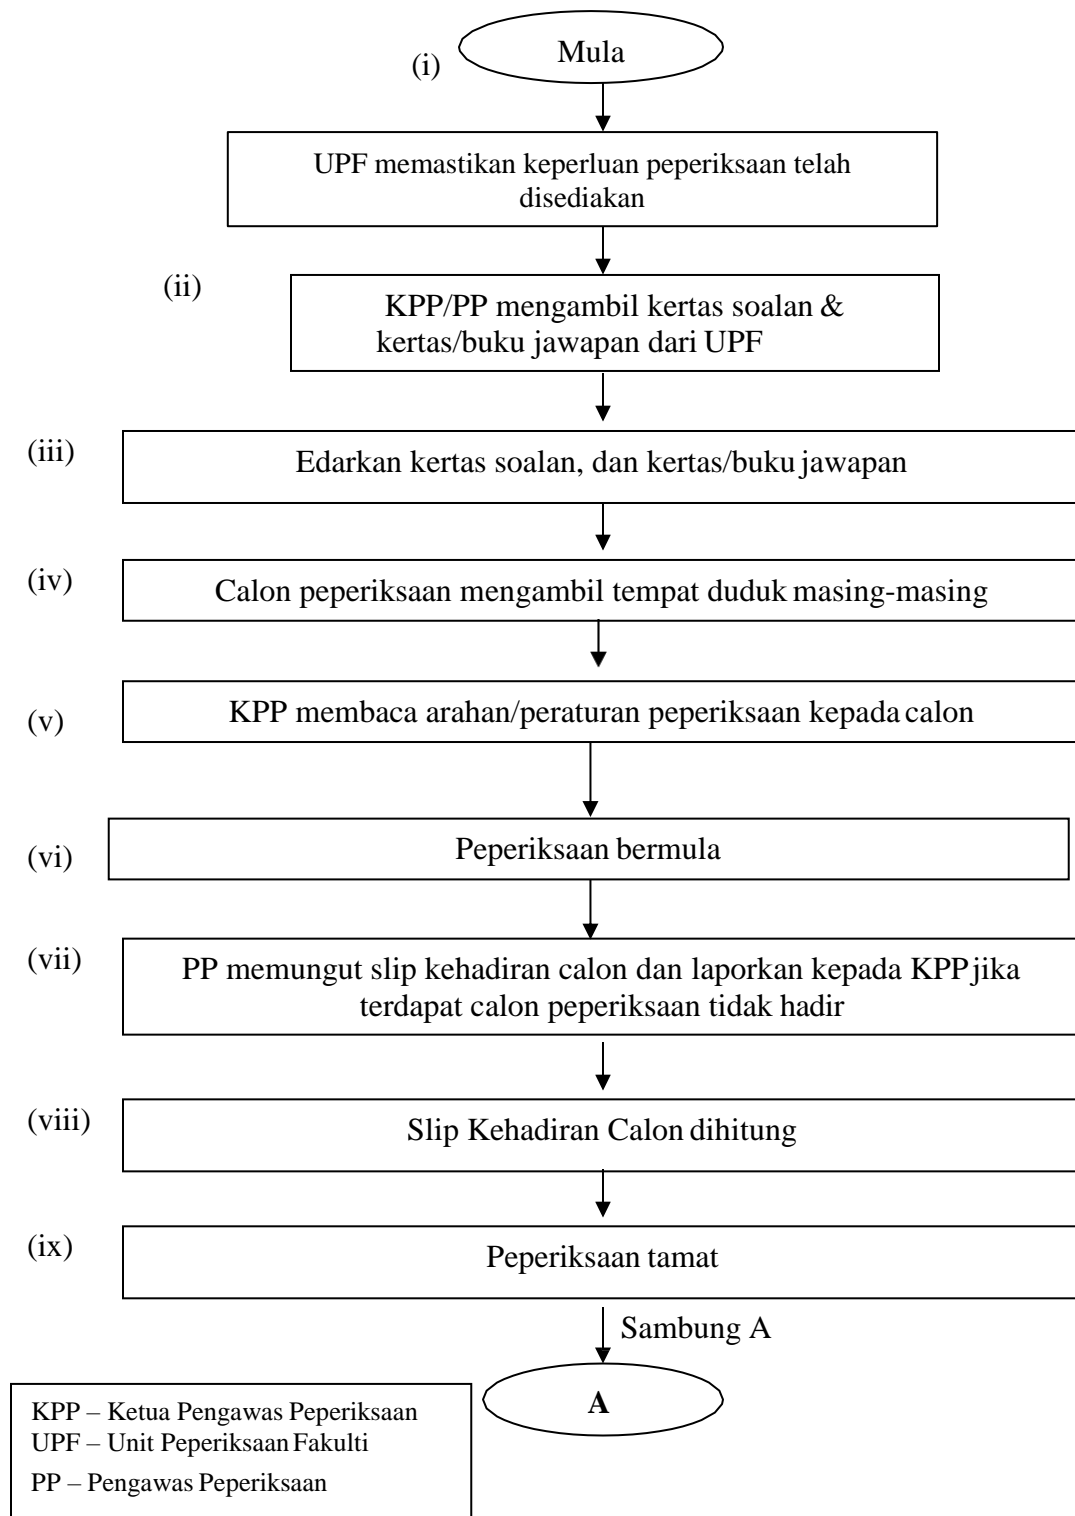 (i)
Mula
UPF memastikan keperluan peperiksaan telah
disediakan
(ii)
KPP/PP mengambil kertas soalan &
kertas/buku jawapan dari UPF
(iii)
Edarkan kertas soalan, dan kertas/buku jawapan
(iv)
Calon peperiksaan mengambil tempat duduk masing-masing
(v)
KPP membaca arahan/peraturan peperiksaan kepada calon
(vi)
Peperiksaan bermula
(vii)
PP memungut slip kehadiran calon dan laporkan kepada KPP jika
terdapat calon peperiksaan tidak hadir
(viii)
Slip Kehadiran Calon dihitung
(ix)
Peperiksaan tamat
Sambung A
A
KPP – Ketua Pengawas Peperiksaan
UPF – Unit Peperiksaan Fakulti
PP – Pengawas Peperiksaan